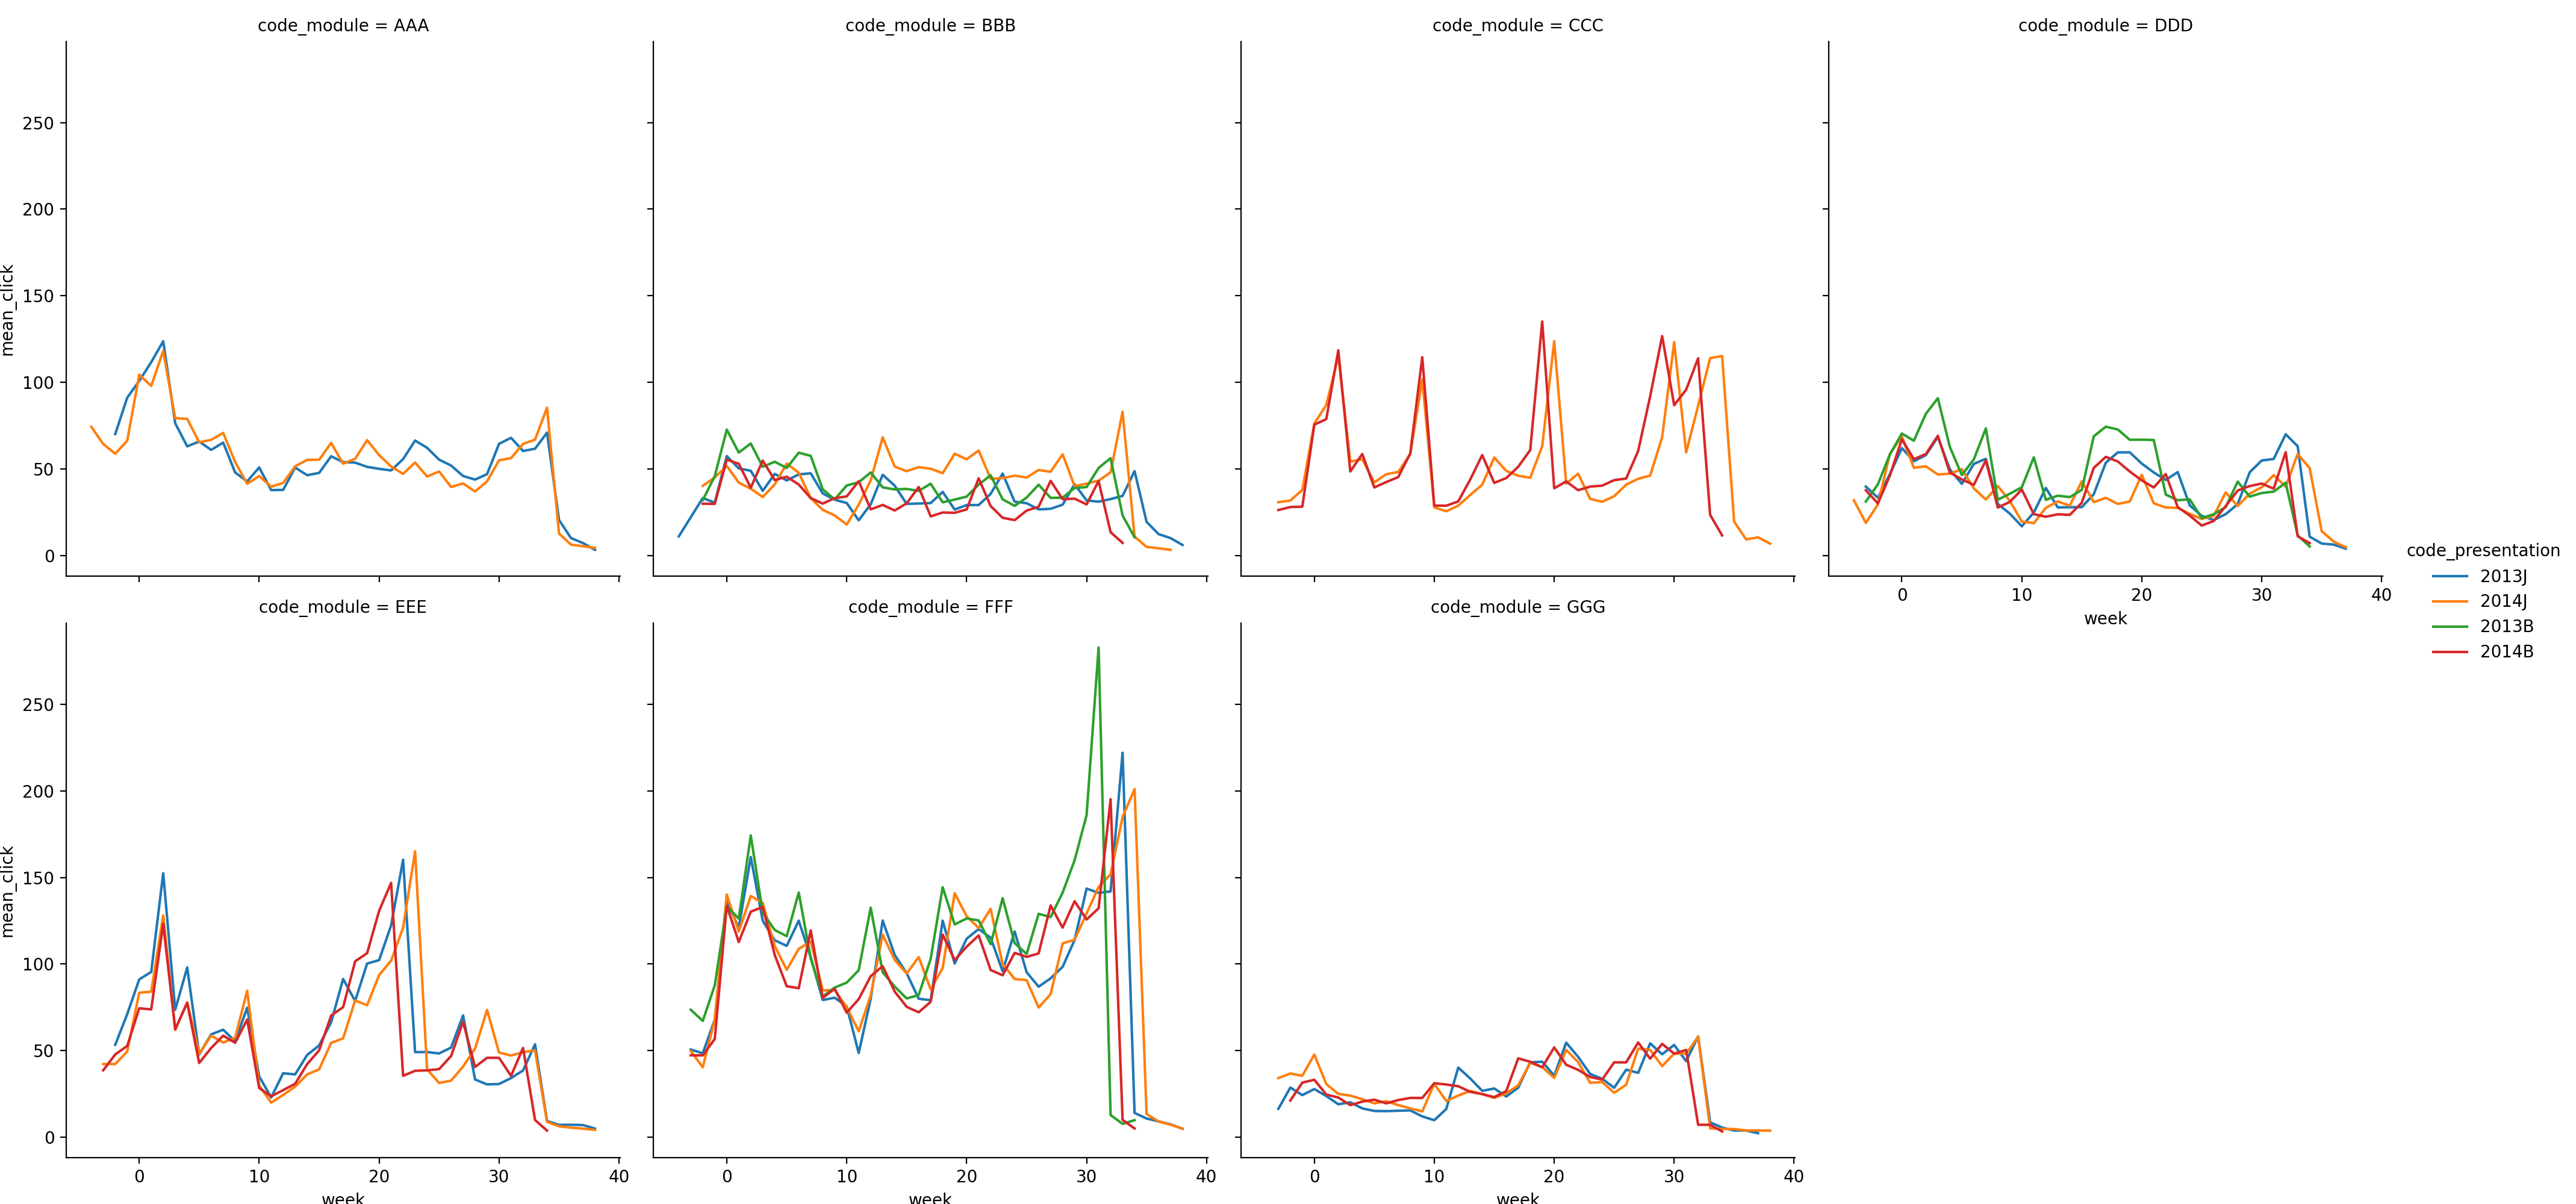 code_module = AAA
code_module = BBB
code_module = CCC
code_module = DDD
mean_click
250
200
150
100
50
0
0
10
20
30
40
week
code_presentation
2013J
2014J
2013B
2014B
code_module = EEE
code_module = FFF
code_module = GGG
mean_click
250
200
150
100
50
0
0
10
20
30
40
week
0
10
20
30
40
week
0
10
20
30
40
week